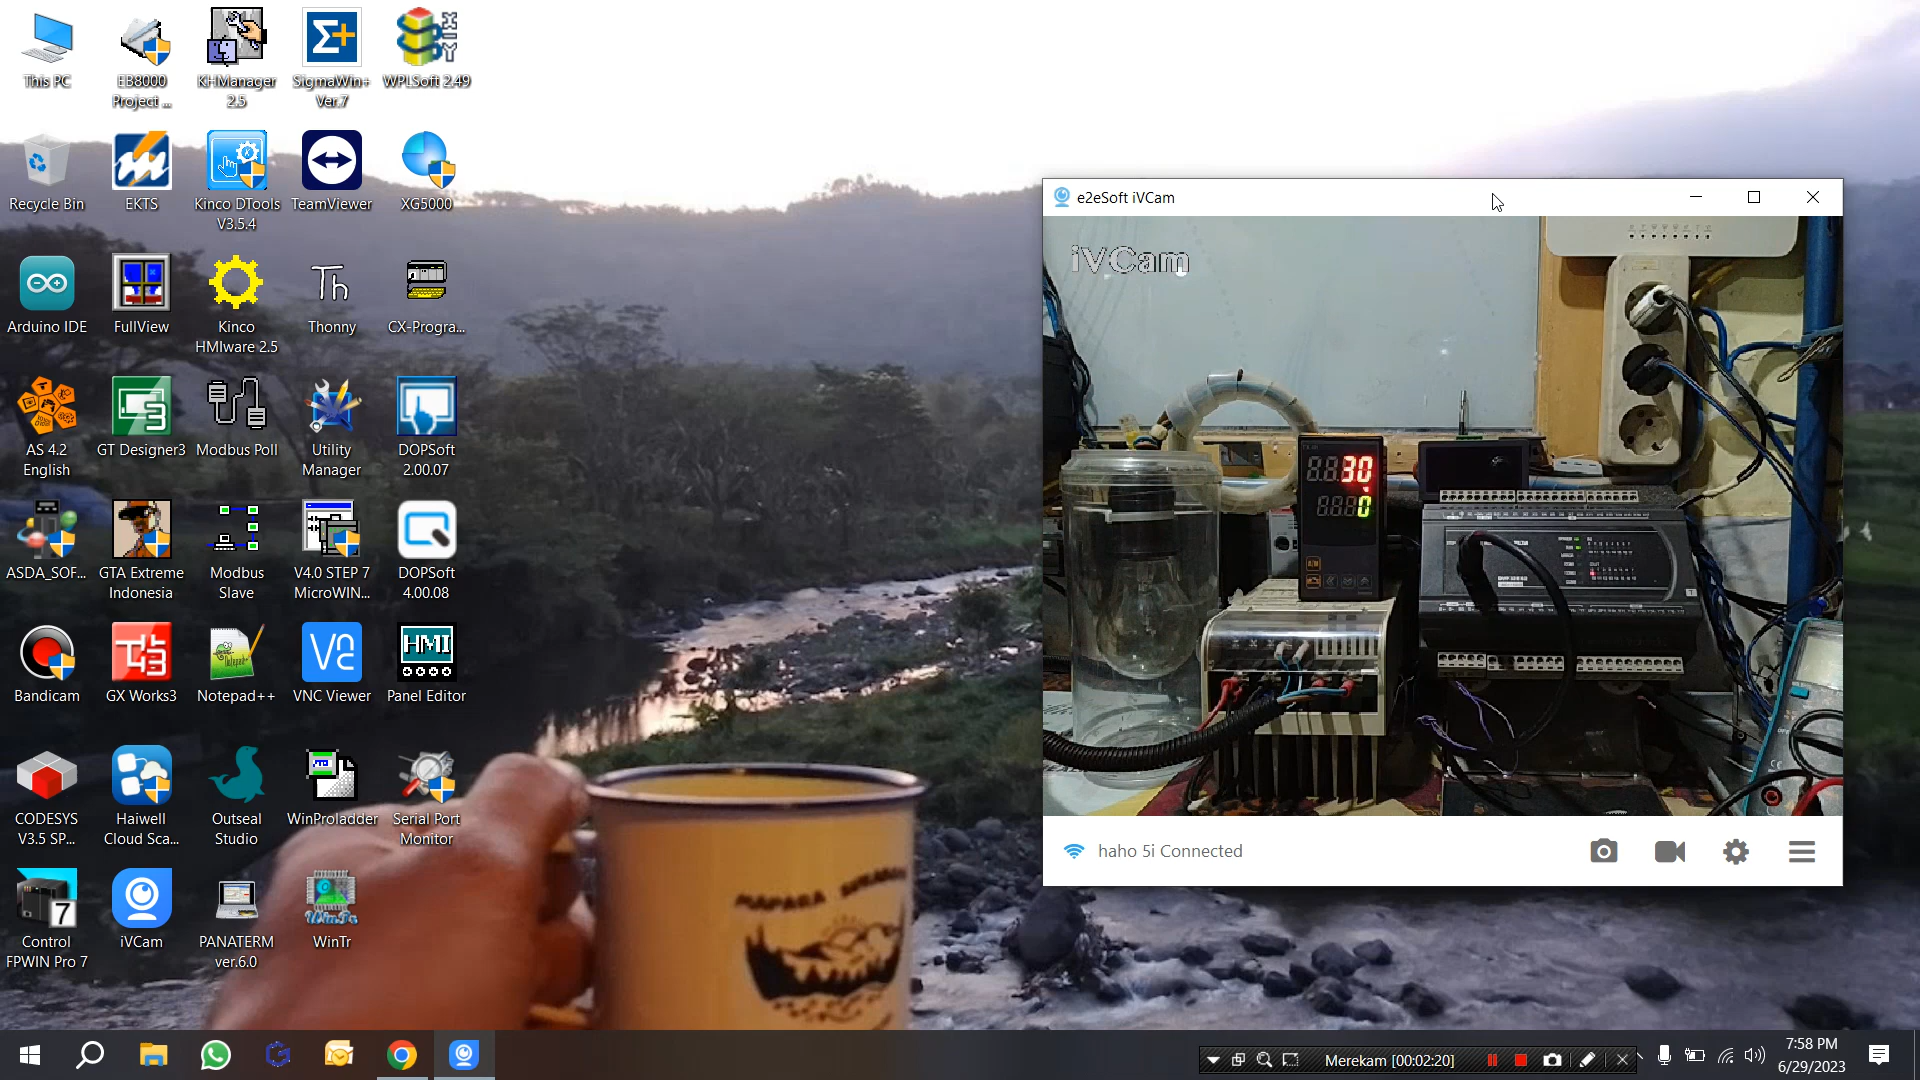 This PC
EB8000
Project ...
KHManager
2.5
SigmaWin+
Ver.7
WPLSoft 2.49
Recycle Bin
EKTS
Kinco DTools
V3.5.4
TeamViewer
XG5000
Arduino IDE
FullView
Kinco
HMIware 2.5
Thonny
CX-Progra...
AS 4.2
English
GT Designer3
Modbus Poll
Utility
Manager
DOPSoft
2.00.07
ASDA_SOF...
GTA Extreme
Indonesia
Modbus
Slave
V4.0 STEP 7
MicroWIN...
DOPSoft
4.00.08
Bandicam
GX Works3
Notepad++
VNC Viewer
HMI
Panel Editor
CODESYS
V3.5 SP...
Haiwell
Cloud Sca...
Outseal
Studio
WinProladder
Serial Port
Monitor
Control
FPWIN Pro 7
iVCam
PANATERM
ver.6.0
WinTr
e2eSoft iVCam
iVCam
30
0
haho 5i Connected
Merekam [00:02:20]
7:58 PM
6/29/2023